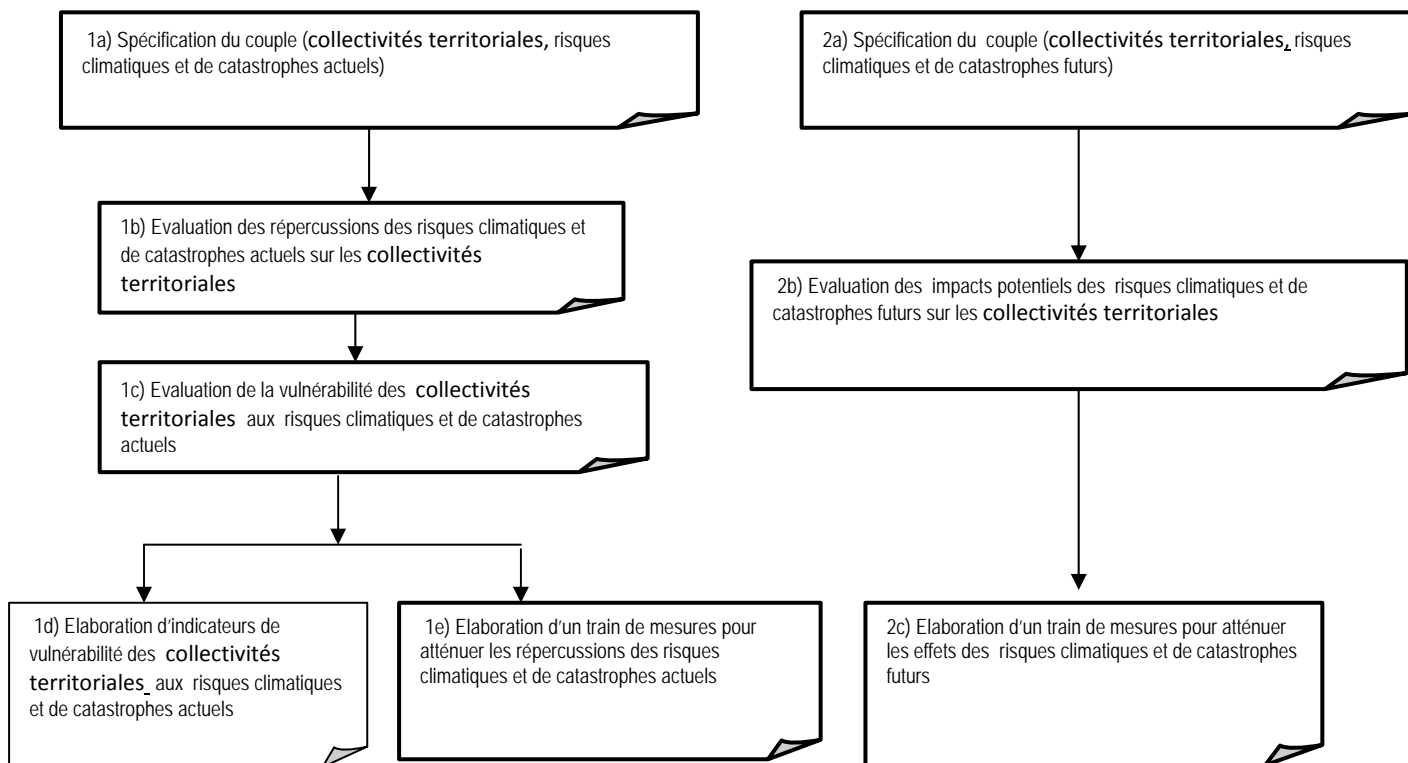 1a) Spécification du couple (collectivités territoriales, risques
climatiques et de catastrophes actuels)
1b) Evaluation des répercussions des risques climatiques et
de catastrophes actuels sur les collectivités
territoriales
1c) Evaluation de la vulnérabilité des collectivités
territoriales aux risques climatiques et de catastrophes
actuels
1d) Elaboration d'indicateurs de
vulnérabilité des collectivités
territoriales aux risques climatiques
et de catastrophes actuels
1e) Elaboration d'un train de mesures pour
atténuer les répercussions des risques
climatiques et de catastrophes actuels
2a) Spécification du couple (collectivités territoriales, risques
climatiques et de catastrophes futurs)
2b) Evaluation des impacts potentiels des risques climatiques et de
catastrophes futurs sur les collectivités territoriales
2c) Elaboration d'un train de mesures pour atténuer
les effets des risques climatiques et de catastrophes
futurs